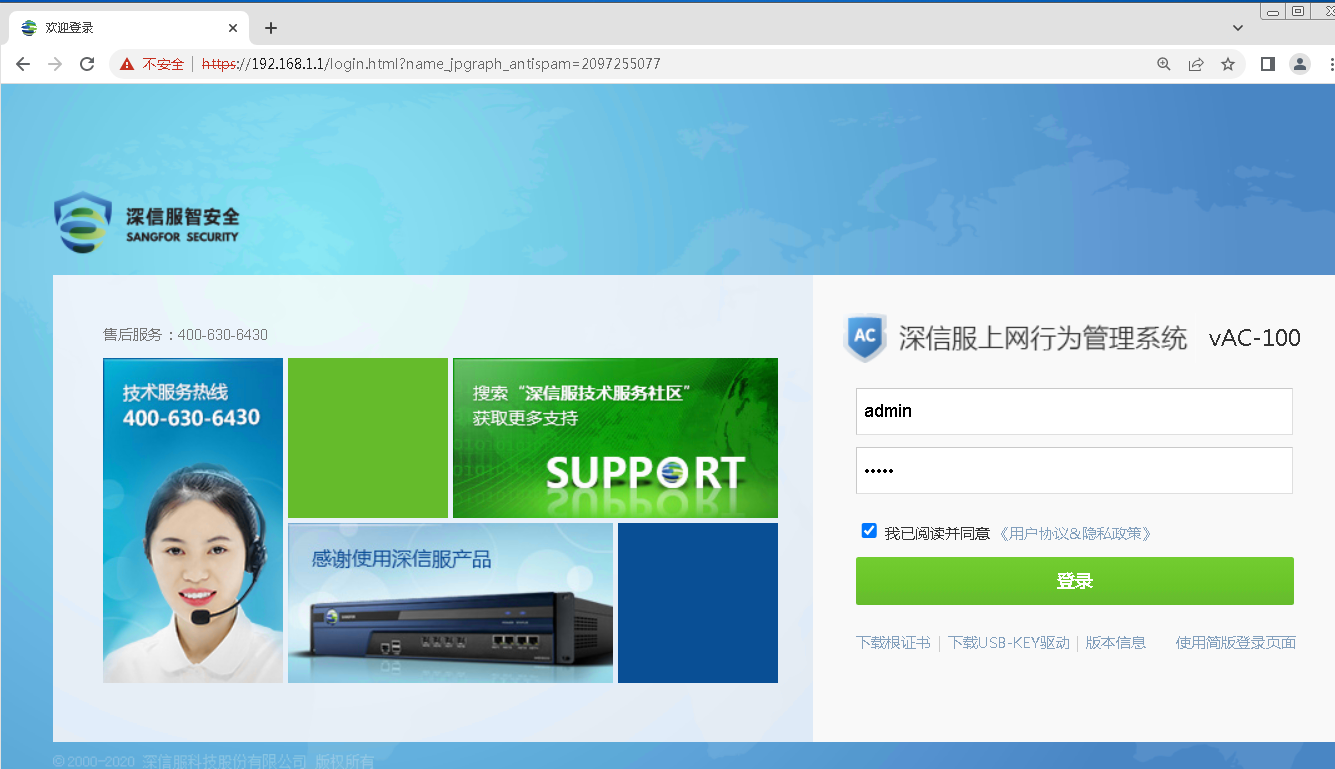 欢迎登录
不安全 https://192.168.1.1/login.html?name_jpgraph_antispam=2097255077
深信服智安全
SANGFOR SECURITY
售后服务：400-630-6430
技术服务热线
400-630-6430
搜索“深信服技术服务社区”
获取更多支持
SUPPORT
感谢使用深信服产品
SANGFOR
AC 深信服上网行为管理系统 vAC-100
admin
•••••
我已阅读并同意 《用户协议&隐私政策》
登录
下载根证书 | 下载USB-KEY驱动 | 版本信息 使用简版登录页面
© 2000-2020 深信服科技股份有限公司 版权所有